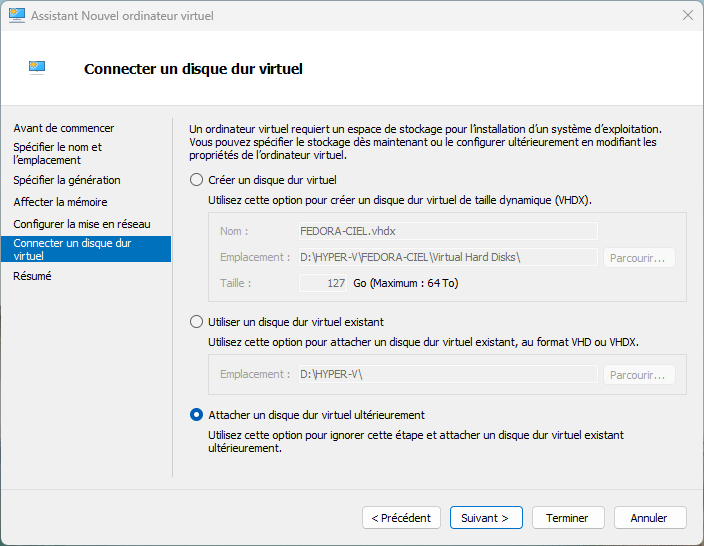 Assistant Nouvel ordinateur virtuel
Connecter un disque dur virtuel
Avant de commencer
Spécifier le nom et
l'emplacement
Spécifier la génération
Affecter la mémoire
Configurer la mise en réseau
Connecter un disque dur
virtuel
Résumé
Un ordinateur virtuel requiert un espace de stockage pour l'installation d'un système d'exploitation.
Vous pouvez spécifier le stockage dès maintenant ou le configurer ultérieurement en modifiant les
propriétés de l'ordinateur virtuel.
Créer un disque dur virtuel
Utilisez cette option pour créer un disque dur virtuel de taille dynamique (VHDX).
Nom : FEDORA-CIEL.vhdx
Emplacement : D:\HYPER-V\FEDORA-CIEL\Virtual Hard Disks\ Parcourir...
Taille : 127 Go (Maximum : 64 To)
Utiliser un disque dur virtuel existant
Utilisez cette option pour attacher un disque dur virtuel existant, au format VHD ou VHDX.
Emplacement : D:\HYPER-V\ Parcourir...
Attacher un disque dur virtuel ultérieurement
Utilisez cette option pour ignorer cette étape et attacher un disque dur virtuel existant
ultérieurement.
< Précédent Suivant > Terminer Annuler